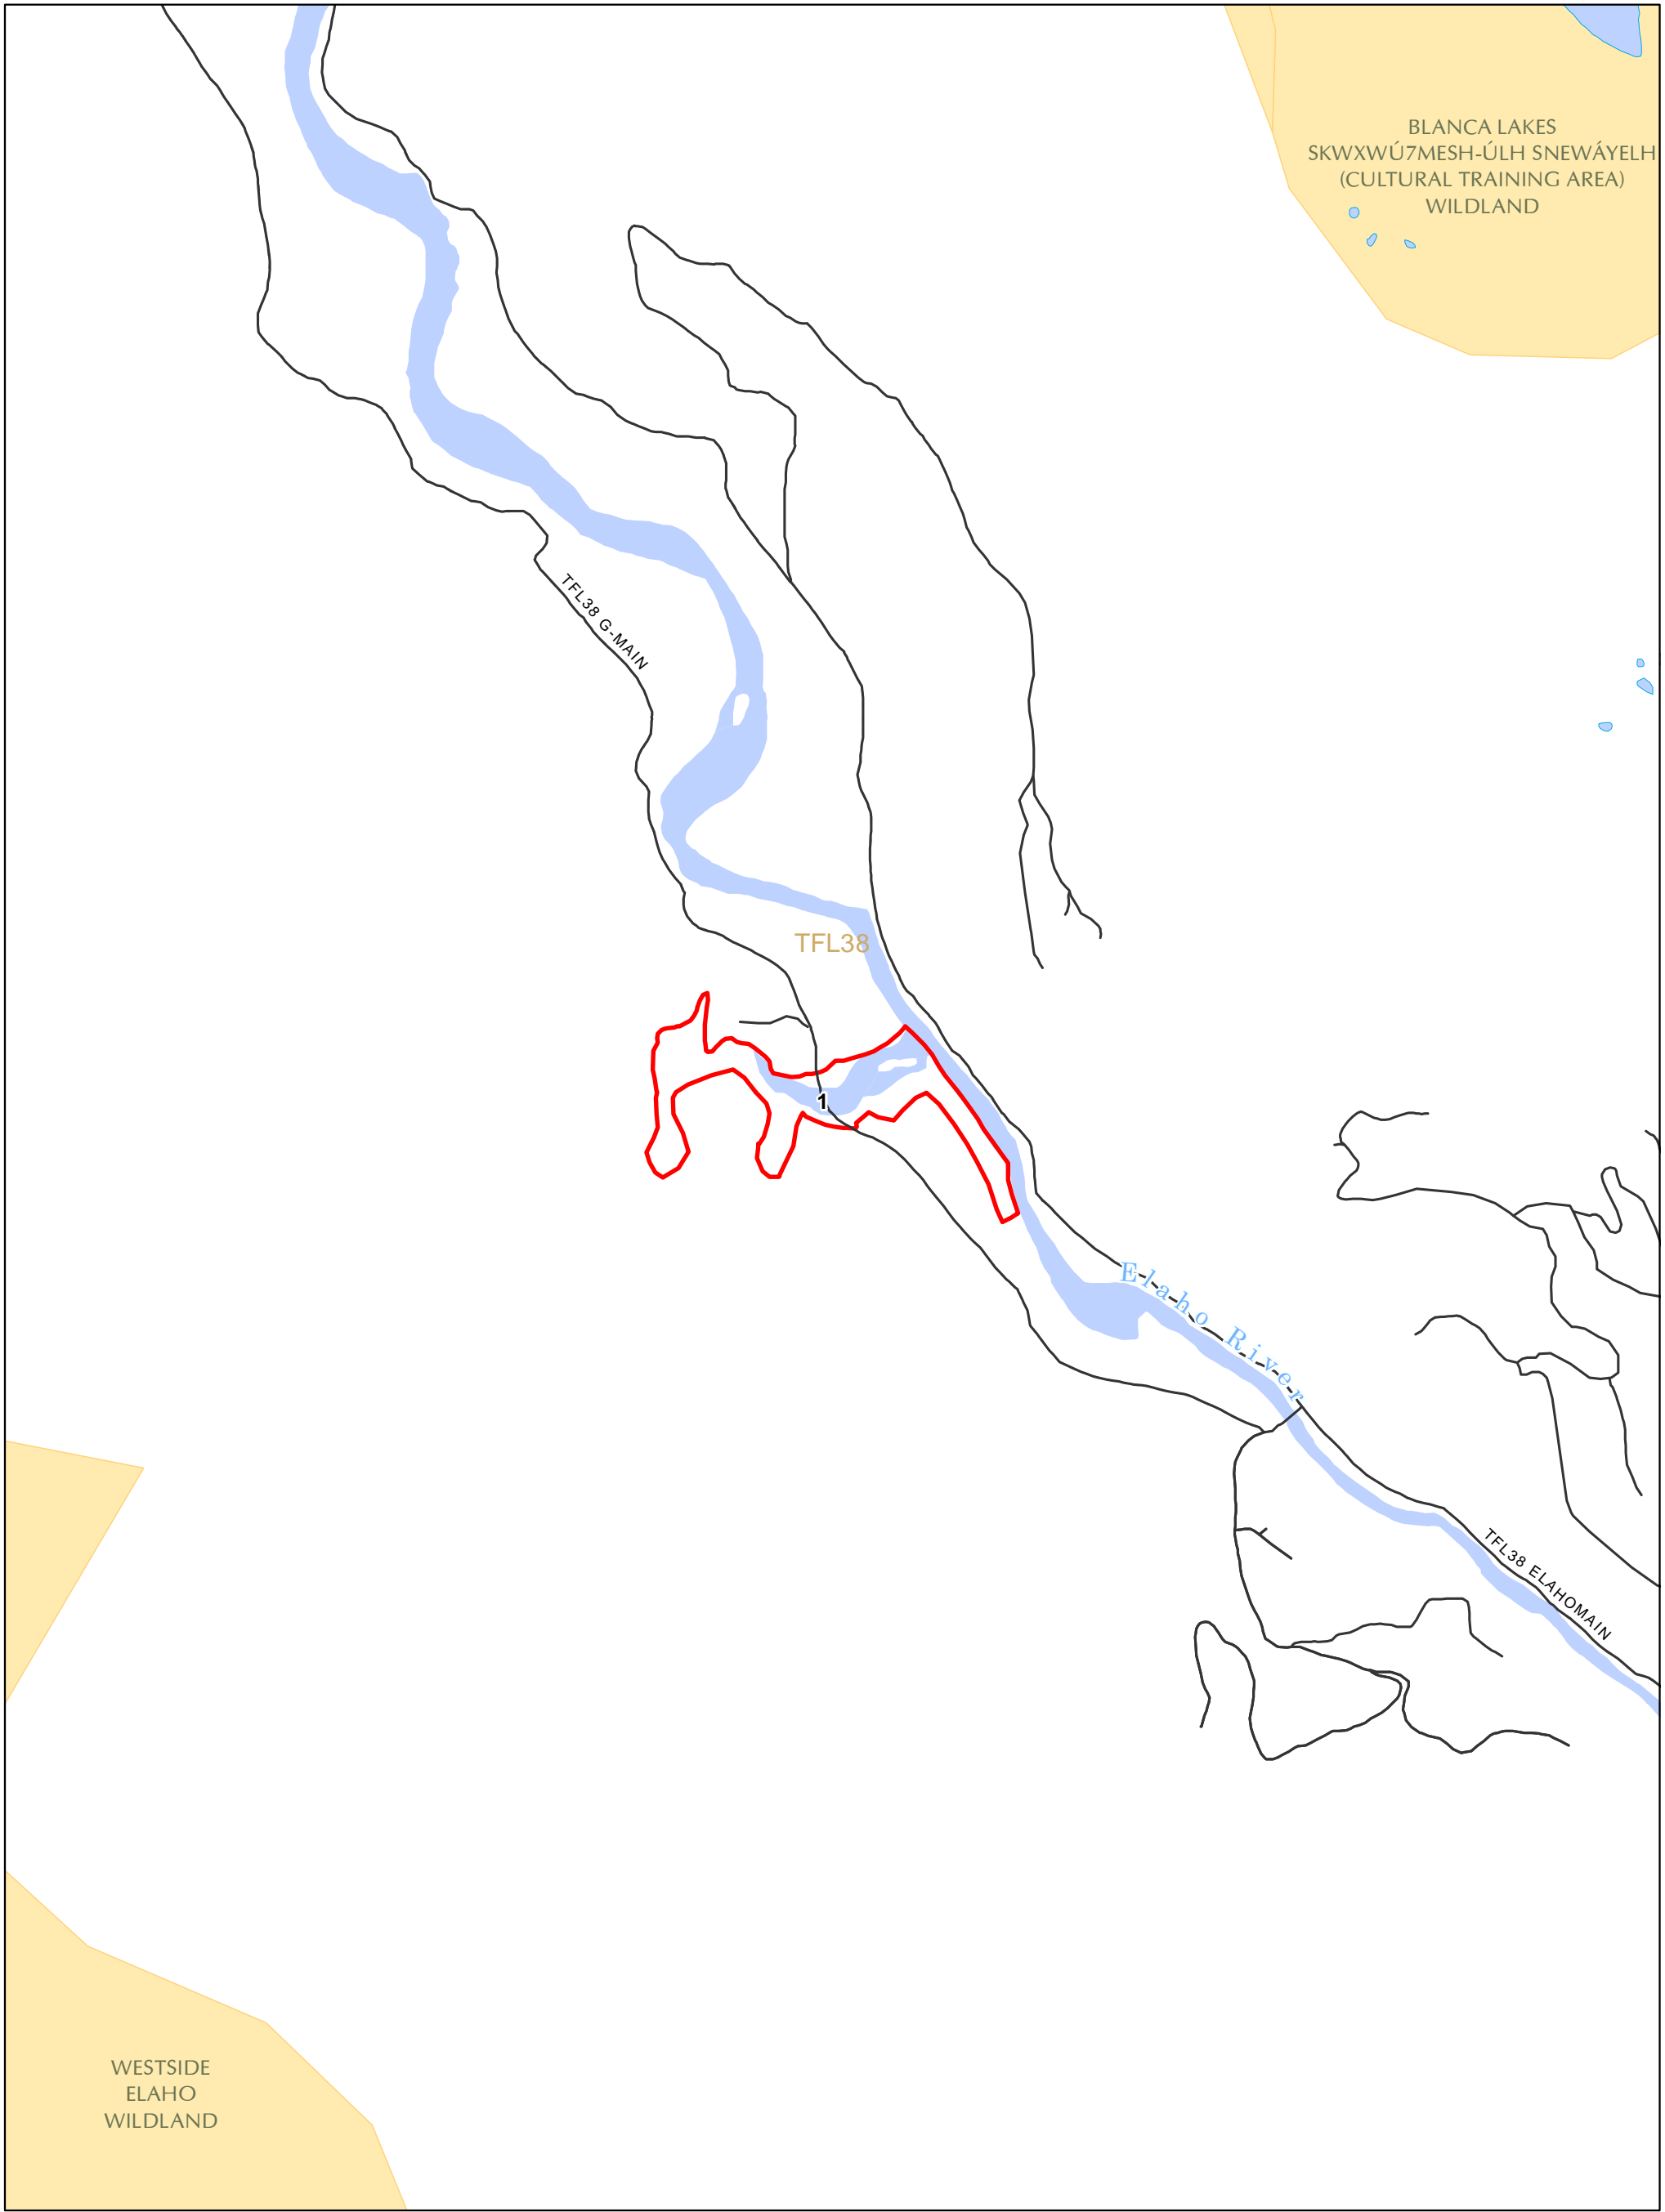 BLANCA LAKES
SKWXWÚ7MESH-ÚLH SNEWÁYELH
(CULTURAL TRAINING AREA)
WILDLAND
TFL38 G-MAIN
TFL38
1
Elaho River
TFL38 ELAHOMAIN
WESTSIDE
ELAHO
WILDLAND